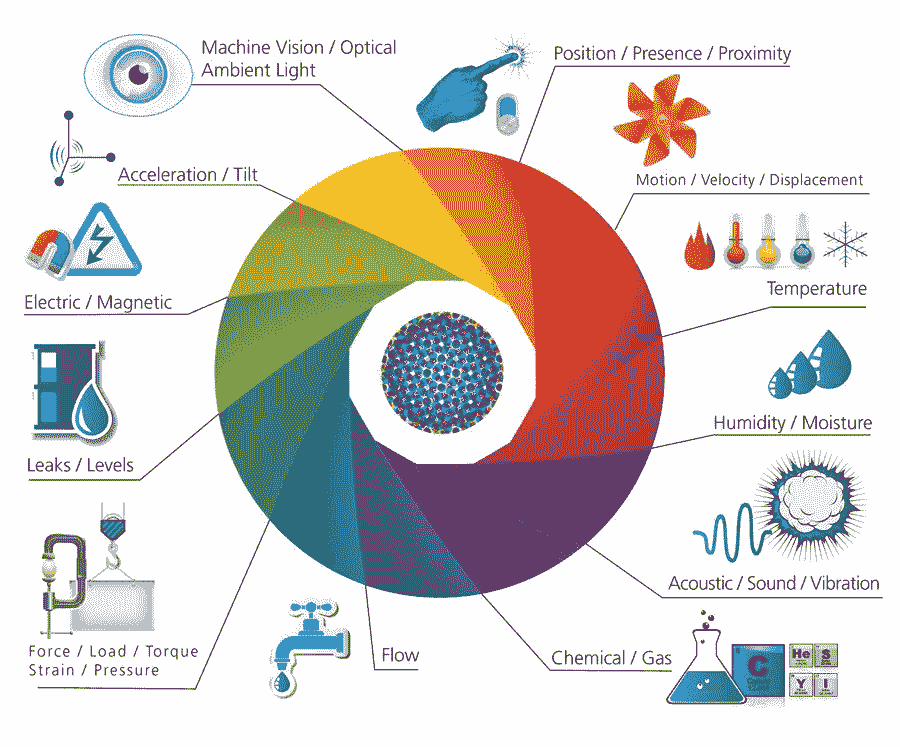 Machine Vision / Optical
Ambient Light
Position / Presence / Proximity
Motion / Velocity / Displacement
Acceleration / Tilt
Temperature
Electric / Magnetic
Humidity / Moisture
Leaks / Levels
Acoustic / Sound / Vibration
Force / Load / Torque
Strain / Pressure
Flow
Chemical / Gas
C
He S
Y I